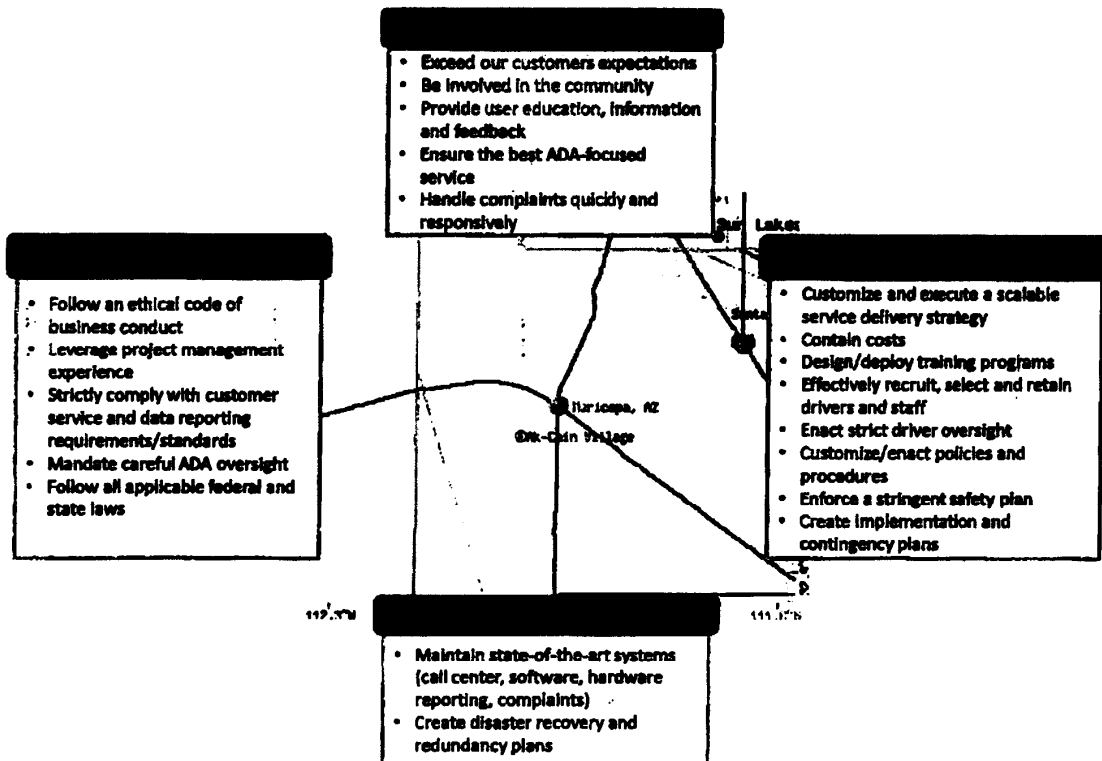 • Exceed our customers expectations
• Be involved in the community
• Provide user education, information
and feedback
• Ensure the best ADA-focused
service
• Handle complaints quickly and
responsively
Sun Lakes
• Follow an ethical code of
business conduct
• Leverage project management
experience
• Strictly comply with customer
service and data reporting
requirements/standards
• Mandate careful ADA oversight
• Follow all applicable federal and
state laws
• Customize and execute a scalable
service delivery strategy
• Contain costs
• Design/deploy training programs
• Effectively recruit, select and retain
drivers and staff
• Enact strict driver oversight
• Customize/enact policies and
procedures
• Enforce a stringent safety plan
• Create implementation and
contingency plans
Maricopa, AZ
Ak-Chin Village
• Maintain state-of-the-art systems
(call center, software, hardware
reporting, complaints)
• Create disaster recovery and
redundancy plans